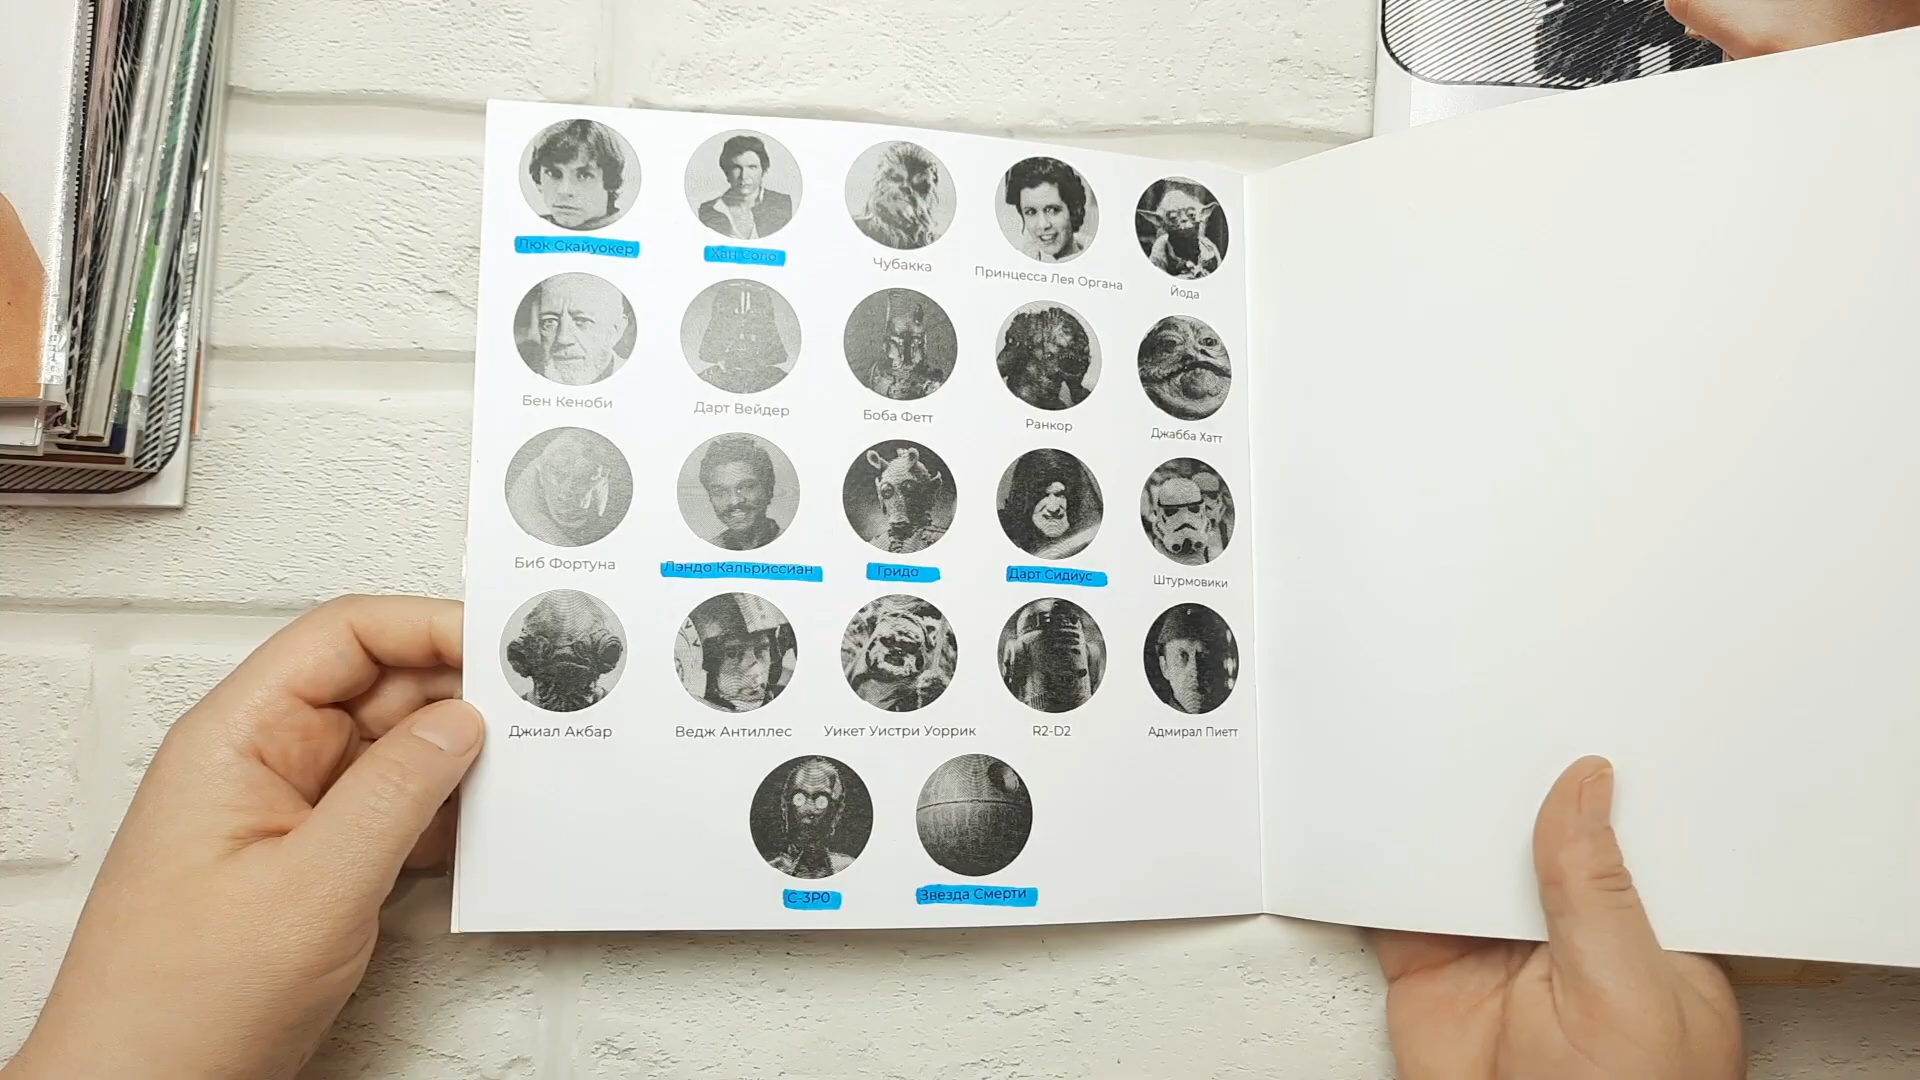 Люк Скайуокер
Хан Соло
Чубакка
Принцесса Лея Органа
Йода
Бен Кеноби
Дарт Вейдер
Боба Фетт
Ранкор
Джабба Хатт
Биб Фортуна
Лэндо Кальриссиан
Гридо
Дарт Сидиус
Штурмовики
Джиал Акбар
Ведж Антиллес
Уикет Уистри Уоррик
R2-D2
Адмирал Пиетт
C-3P0
Звезда Смерти